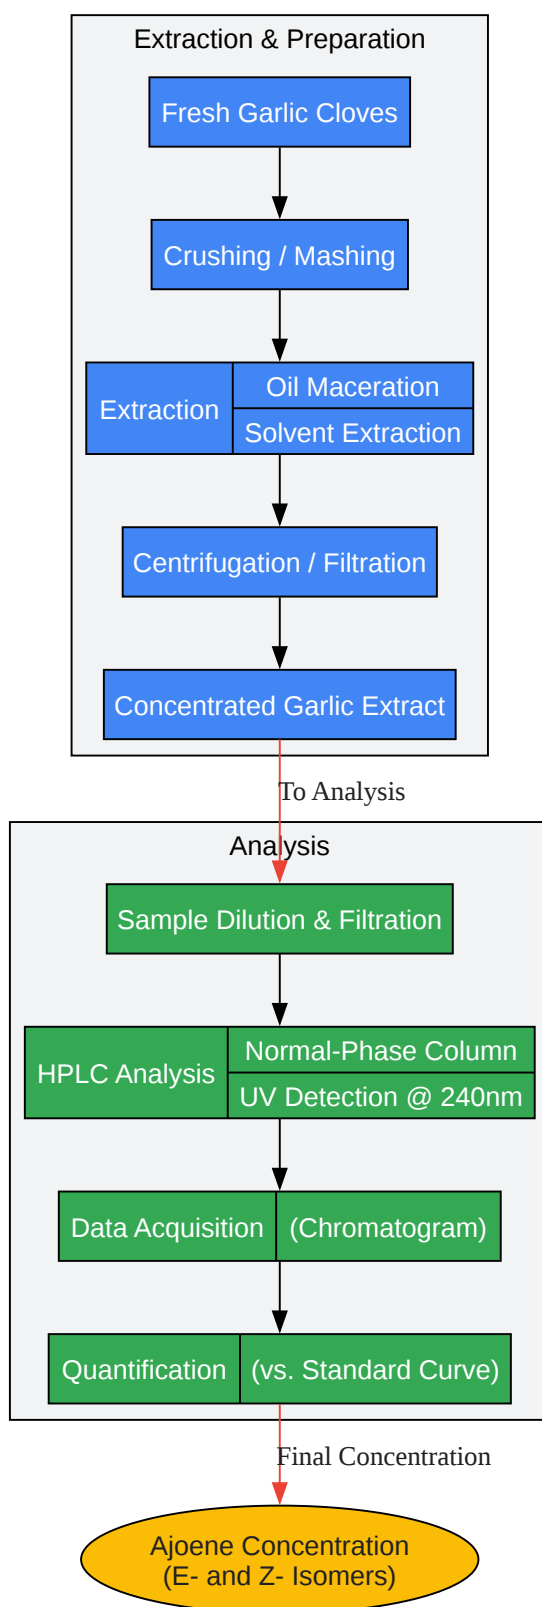 Extraction & Preparation
Fresh Garlic Cloves
Crushing / Mashing
Extraction
Oil Maceration
Solvent Extraction
Centrifugation / Filtration
Concentrated Garlic Extract
To Analysis
Analysis
Sample Dilution & Filtration
HPLC Analysis
Normal-Phase Column
UV Detection @ 240nm
Data Acquisition
(Chromatogram)
Quantification
(vs. Standard Curve)
Final Concentration
Ajoene Concentration
(E- and Z- Isomers)